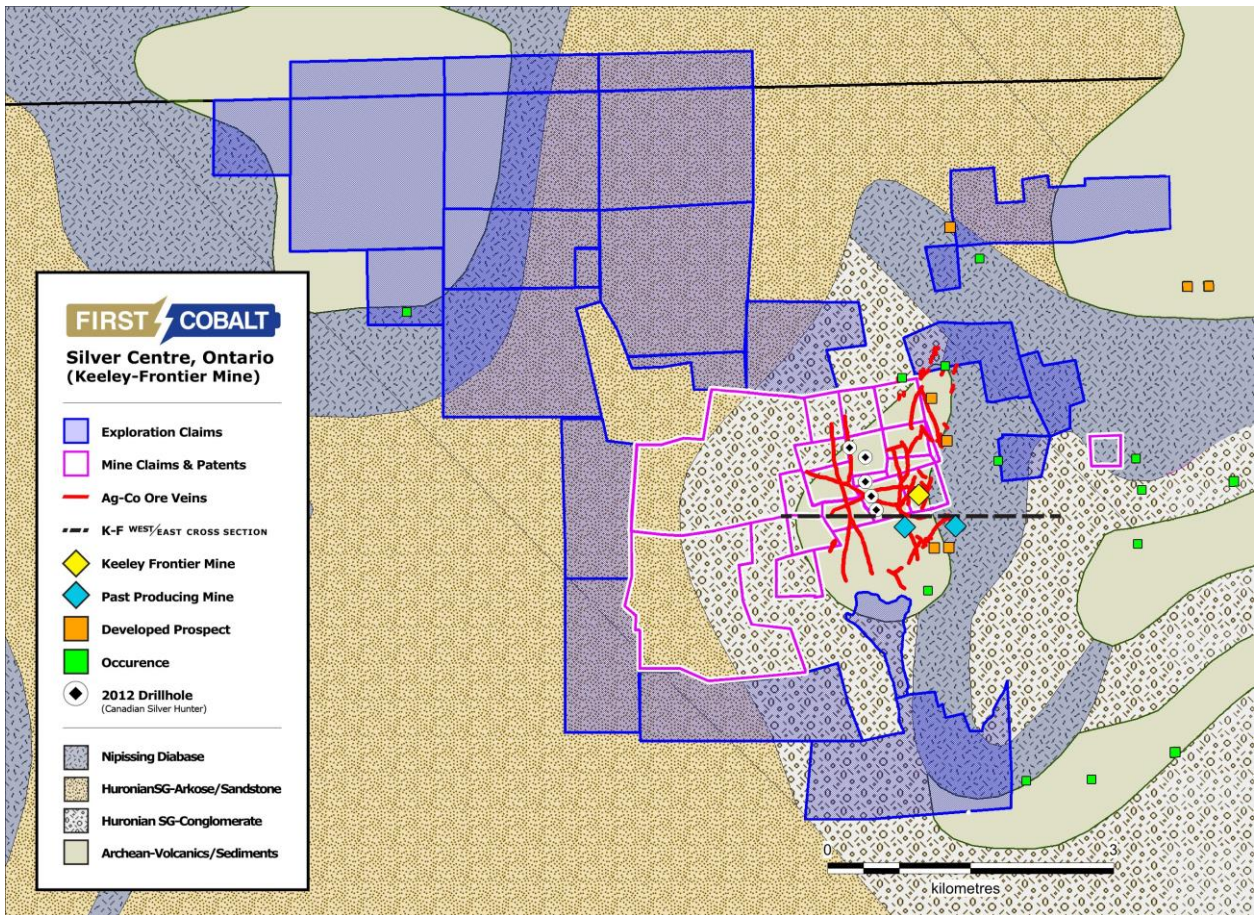 FIRST COBALT
Silver Centre, Ontario
(Keeley-Frontier Mine)
Exploration Claims
Mine Claims & Patents
Ag-Co Ore Veins
K-F WEST/EAST CROSS SECTION
Keeley Frontier Mine
Past Producing Mine
Developed Prospect
Occurence
2012 Drillhole
(Canadian Silver Hunter)
Nipissing Diabase
HuronianSG-Arkose/Sandstone
Huronian SG-Conglomerate
Archean-Volcanics/Sediments
0 3
kilometres